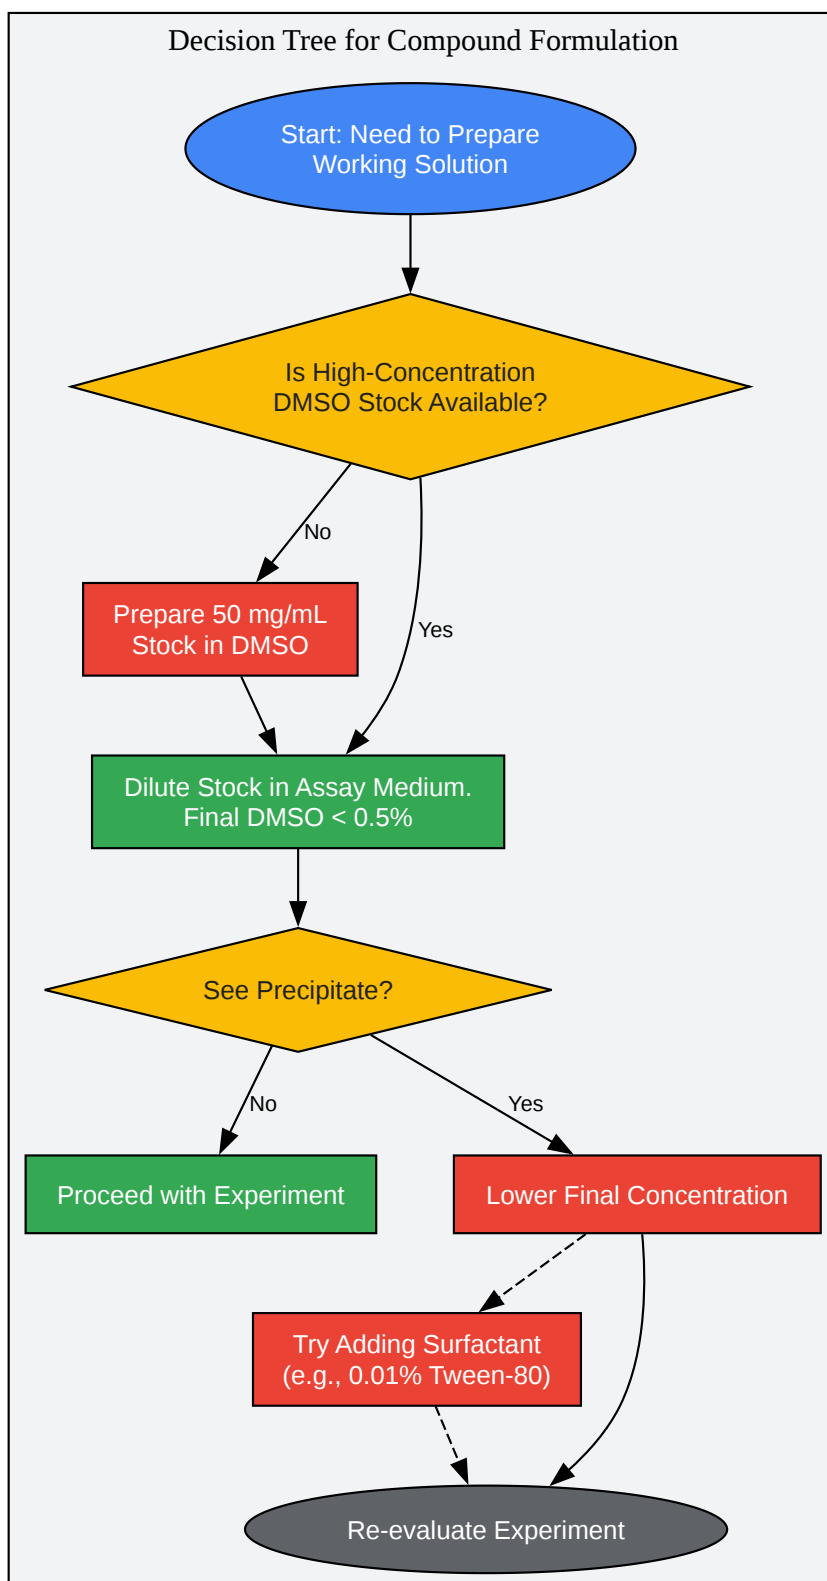 Decision Tree for Compound Formulation
Start: Need to Prepare
Working Solution
Is High-Concentration
DMSO Stock Available?
No
Prepare 50 mg/mL
Stock in DMSO
Yes
Dilute Stock in Assay Medium.
Final DMSO < 0.5%
See Precipitate?
No
Yes
Proceed with Experiment
Lower Final Concentration
Try Adding Surfactant
(e.g., 0.01% Tween-80)
Re-evaluate Experiment